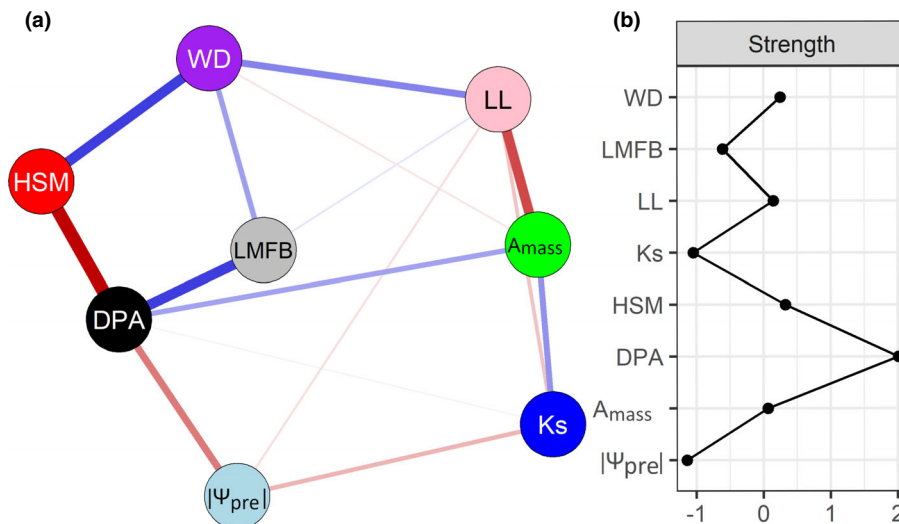 (a)
WD
LL
HSM
LMFB
Amass
DPA
Ks
|Ψpre|
(b)
Strength
WD
LMFB
LL
Ks
HSM
DPA
Amass
|Ψpre|
-1 0 1 2